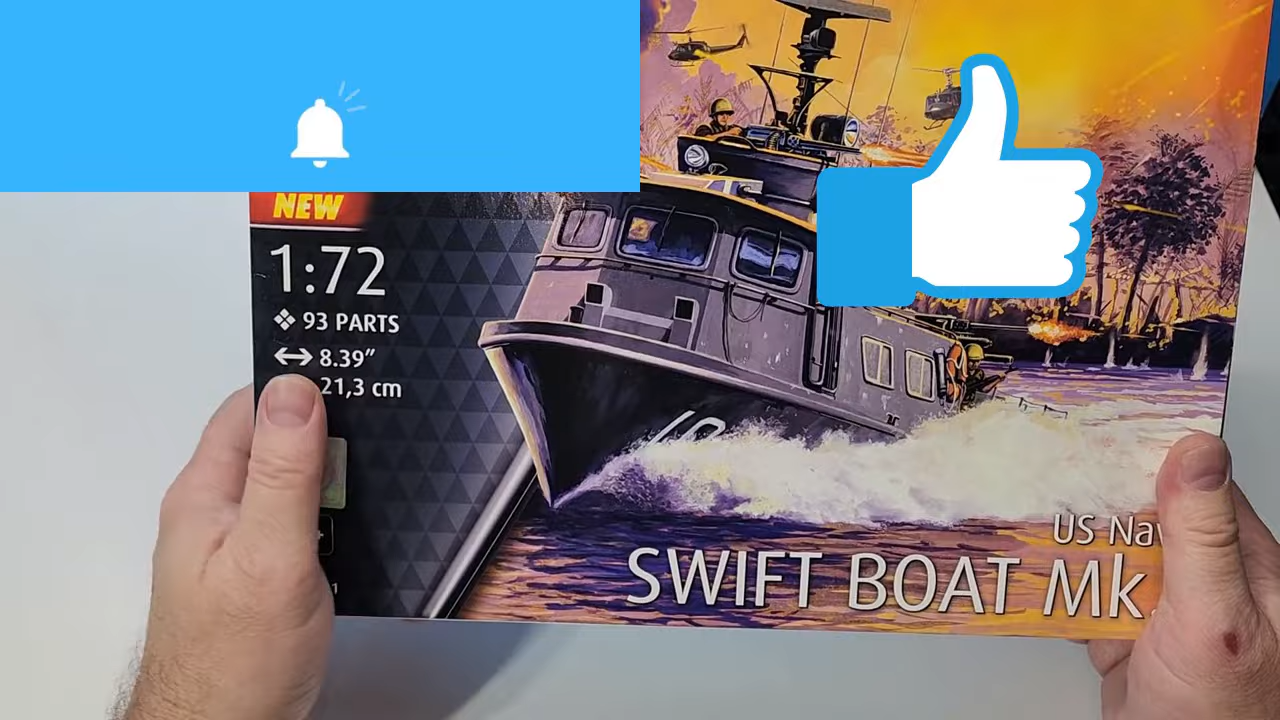 NEW
1:72
93 PARTS
8.39"
21,3 cm
US Nav
SWIFT BOAT Mk.